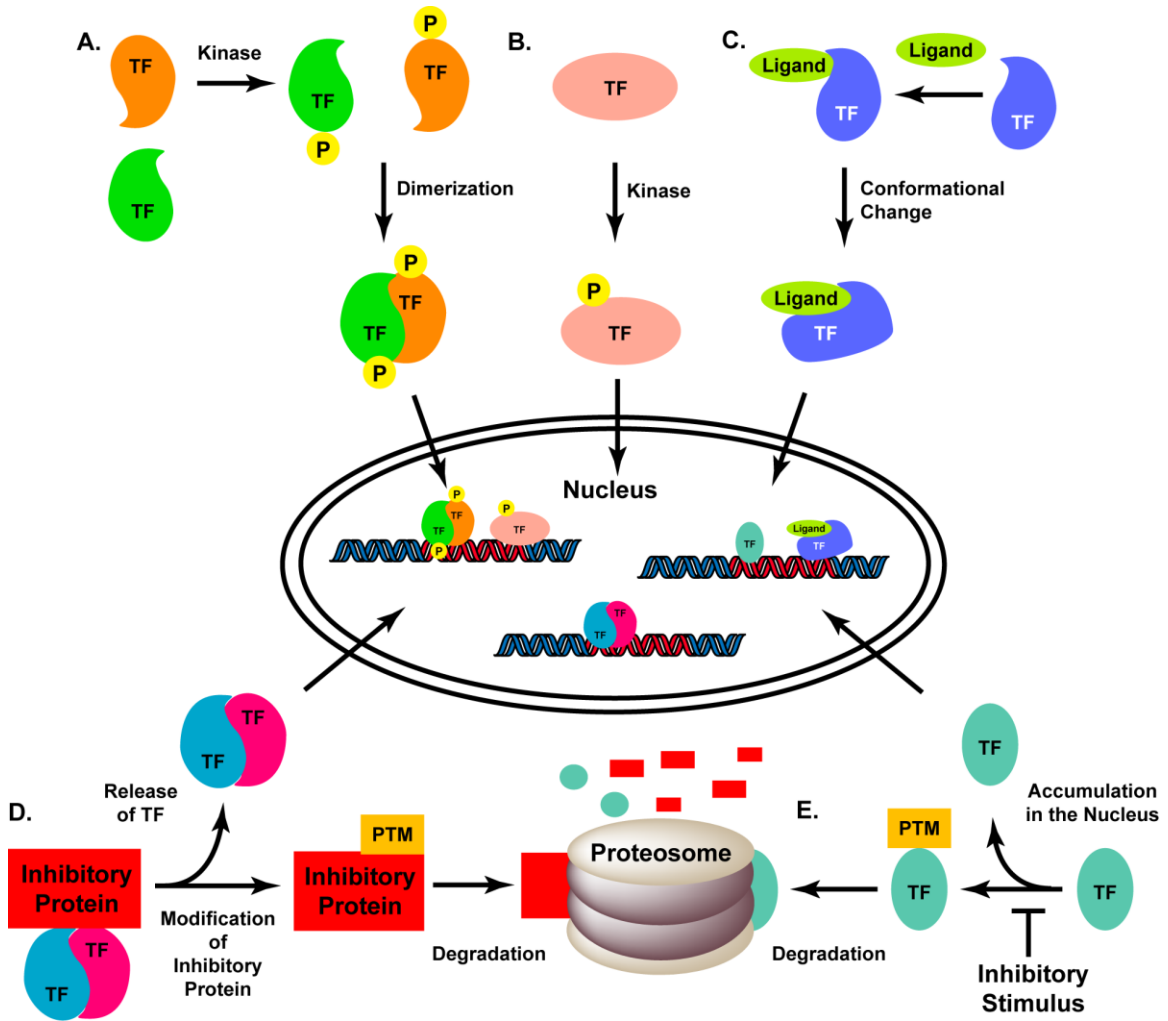 A.
TF
Kinase
TF
P
P
TF
TF
Dimerization
P
TF
TF
P
B.
TF
Kinase
P
TF
C.
Ligand
TF
Ligand
TF
Conformational
Change
Ligand
TF
Nucleus
P
TF
TF
P
P
TF
TF
Ligand
TF
TF
TF
TF
TF
Release
of TF
D.
Inhibitory
Protein
TF
TF
Modification
of
Inhibitory
Protein
PTM
Inhibitory
Protein
Degradation
Proteosome
Degradation
E.
PTM
TF
TF
Accumulation
in the Nucleus
TF
Inhibitory
Stimulus